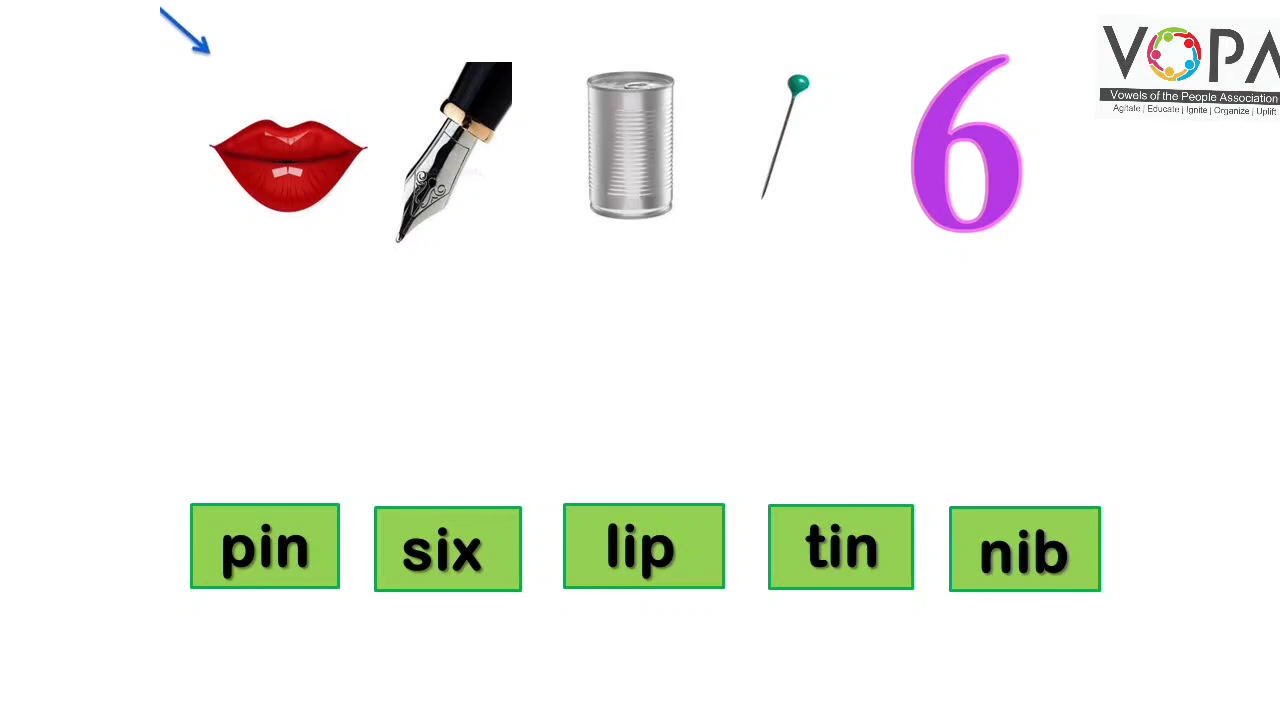 6
VOPA
Vowels of the People Association
Agitate | Educate | Ignite | Organize | Uplift
pin six lip tin nib